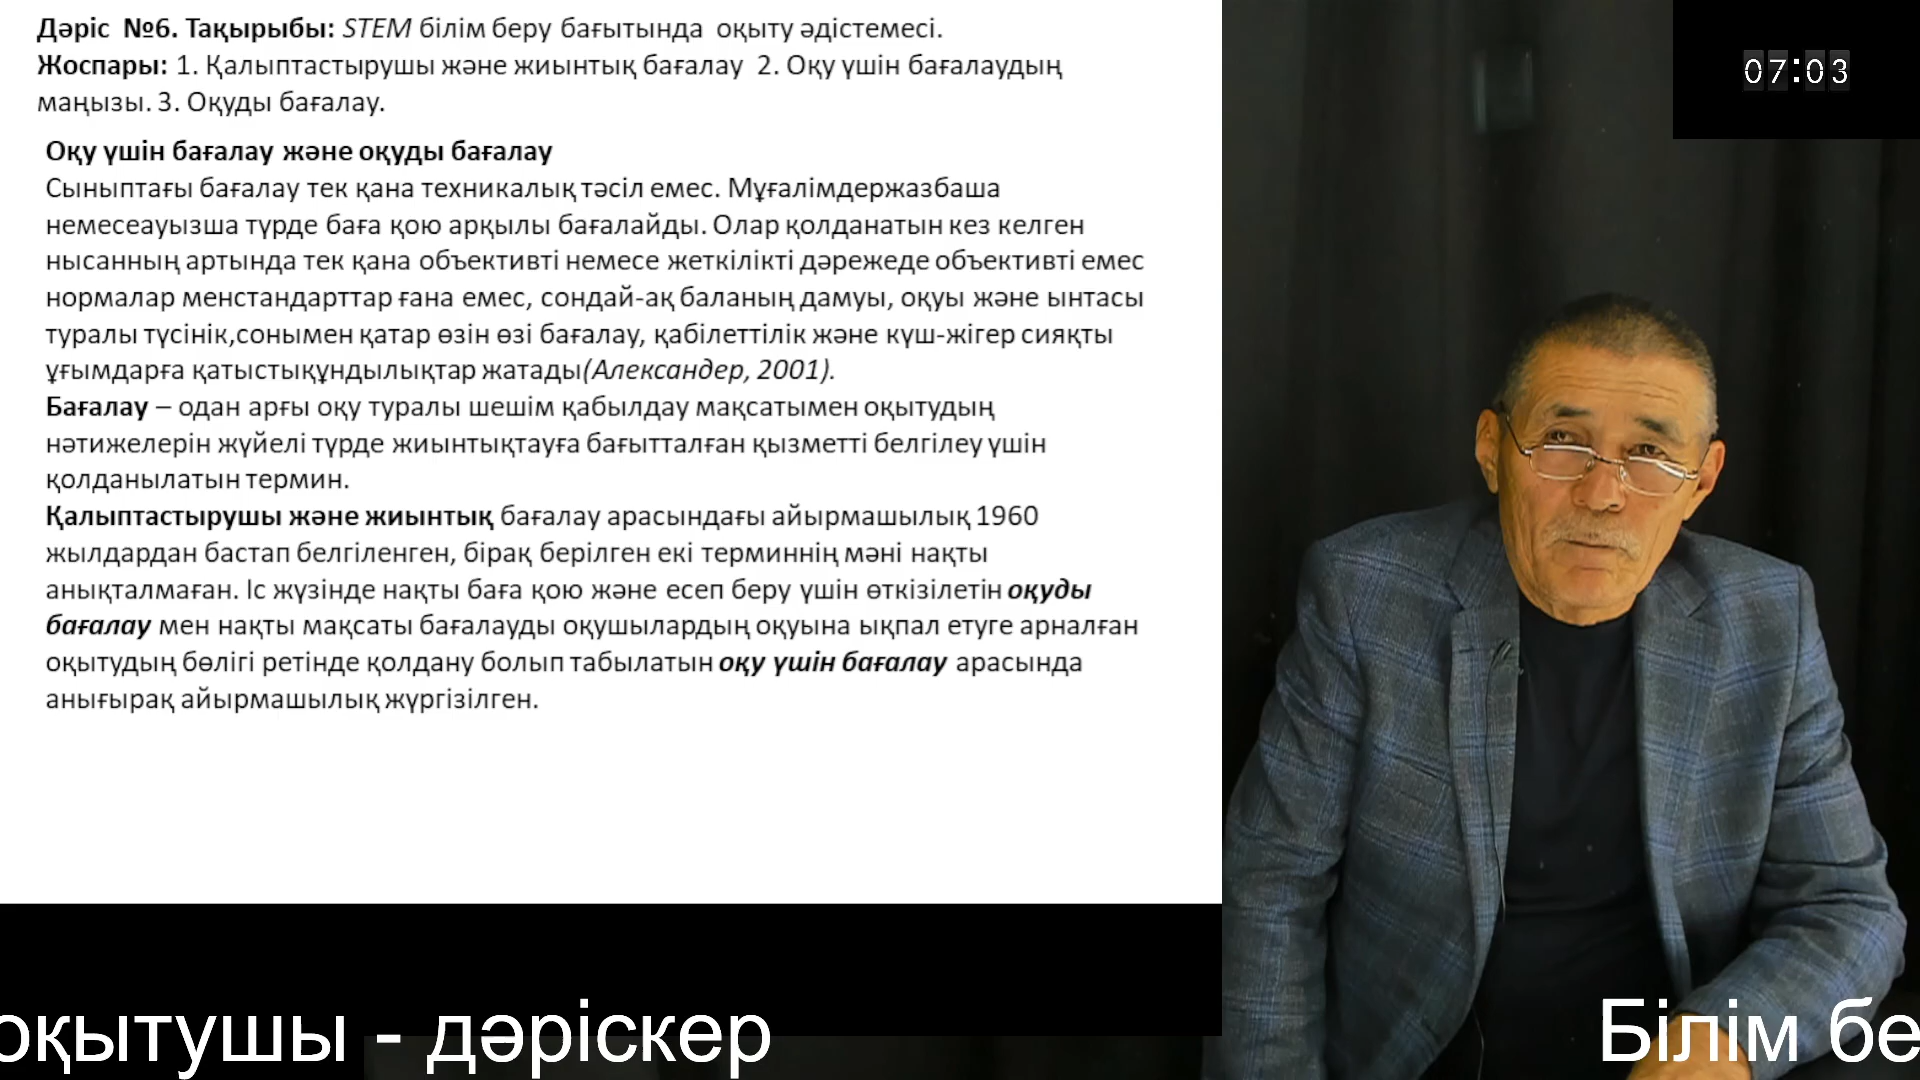 Дәріс №6. Тақырыбы: STEM білім беру бағытында оқыту әдістемесі.
Жоспары: 1. Қалыптастырушы және жиынтық бағалау 2. Оқу үшін бағалаудың
маңызы. 3. Оқуды бағалау.
Оқу үшін бағалау және оқуды бағалау
Сыныптағы бағалау тек қана техникалық тәсіл емес. Мұғалімдержазбаша
немесеауызша түрде баға қою арқылы бағалайды. Олар қолданатын кез келген
нысанның артында тек қана объективті немесе жеткілікті дәрежеде объективті емес
нормалар менстандарттар ғана емес, сондай-ақ баланың дамуы, оқуы және ынтасы
туралы түсінік,сонымен қатар өзін өзі бағалау, қабілеттілік және күш-жігер сияқты
ұғымдарға қатыстықұндылықтар жатады(Александер, 2001).
Бағалау – одан арғы оқу туралы шешім қабылдау мақсатымен оқытудың
нәтижелерін жүйелі түрде жиынтықтауға бағытталған қызметті белгілеу үшін
қолданылатын термин.
Қалыптастырушы және жиынтық бағалау арасындағы айырмашылық 1960
жылдардан бастап белгіленген, бірақ берілген екі терминнің мәні нақты
анықталмаған. Іс жүзінде нақты баға қою және есеп беру үшін өткізілетін оқуды
бағалау мен нақты мақсаты бағалауды оқушылардың оқуына ықпал етуге арналған
оқытудың бөлігі ретінде қолдану болып табылатын оқу үшін бағалау арасында
анығырақ айырмашылық жүргізілген.
07:03
оқытушы - дәріскер
Білім бе